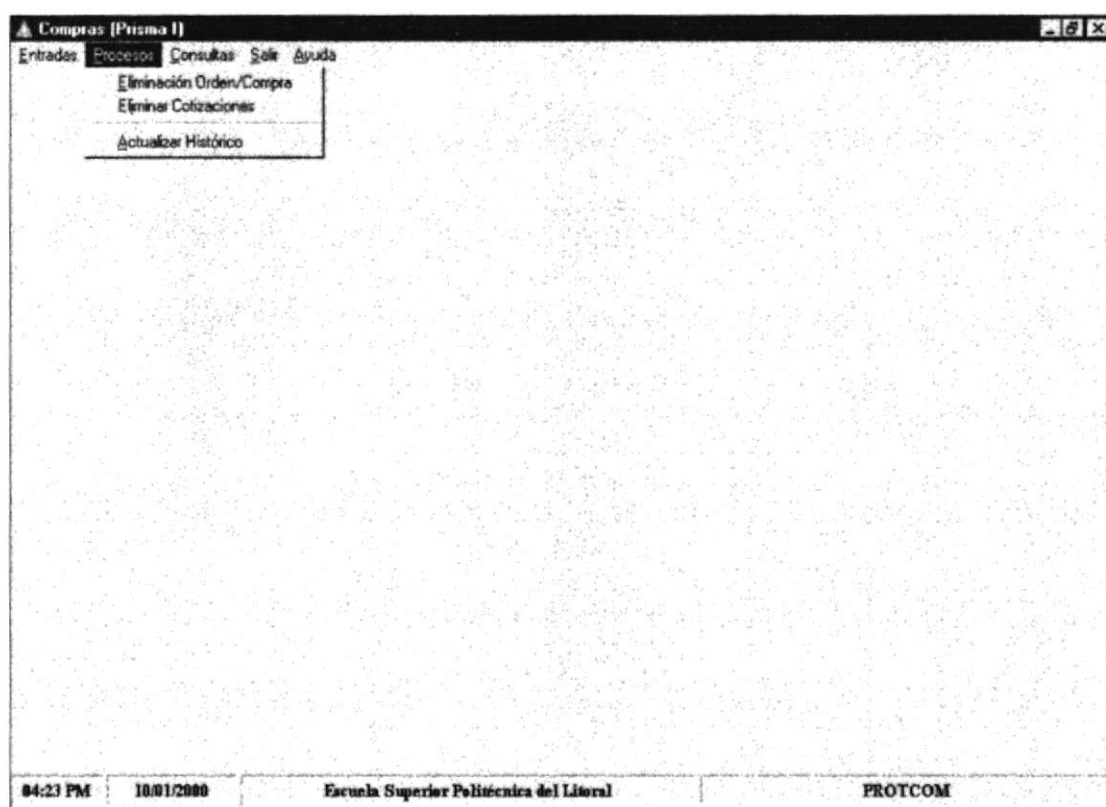 Compras [Prisma I]
Entradas Procesos Consultas Salir Ayuda
Eliminación Orden/Compra
Eliminar Cotizaciones
Actualizar Histórico
04:23 PM 10/01/2000 Escuela Superior Politécnica del Litoral PROTCOM